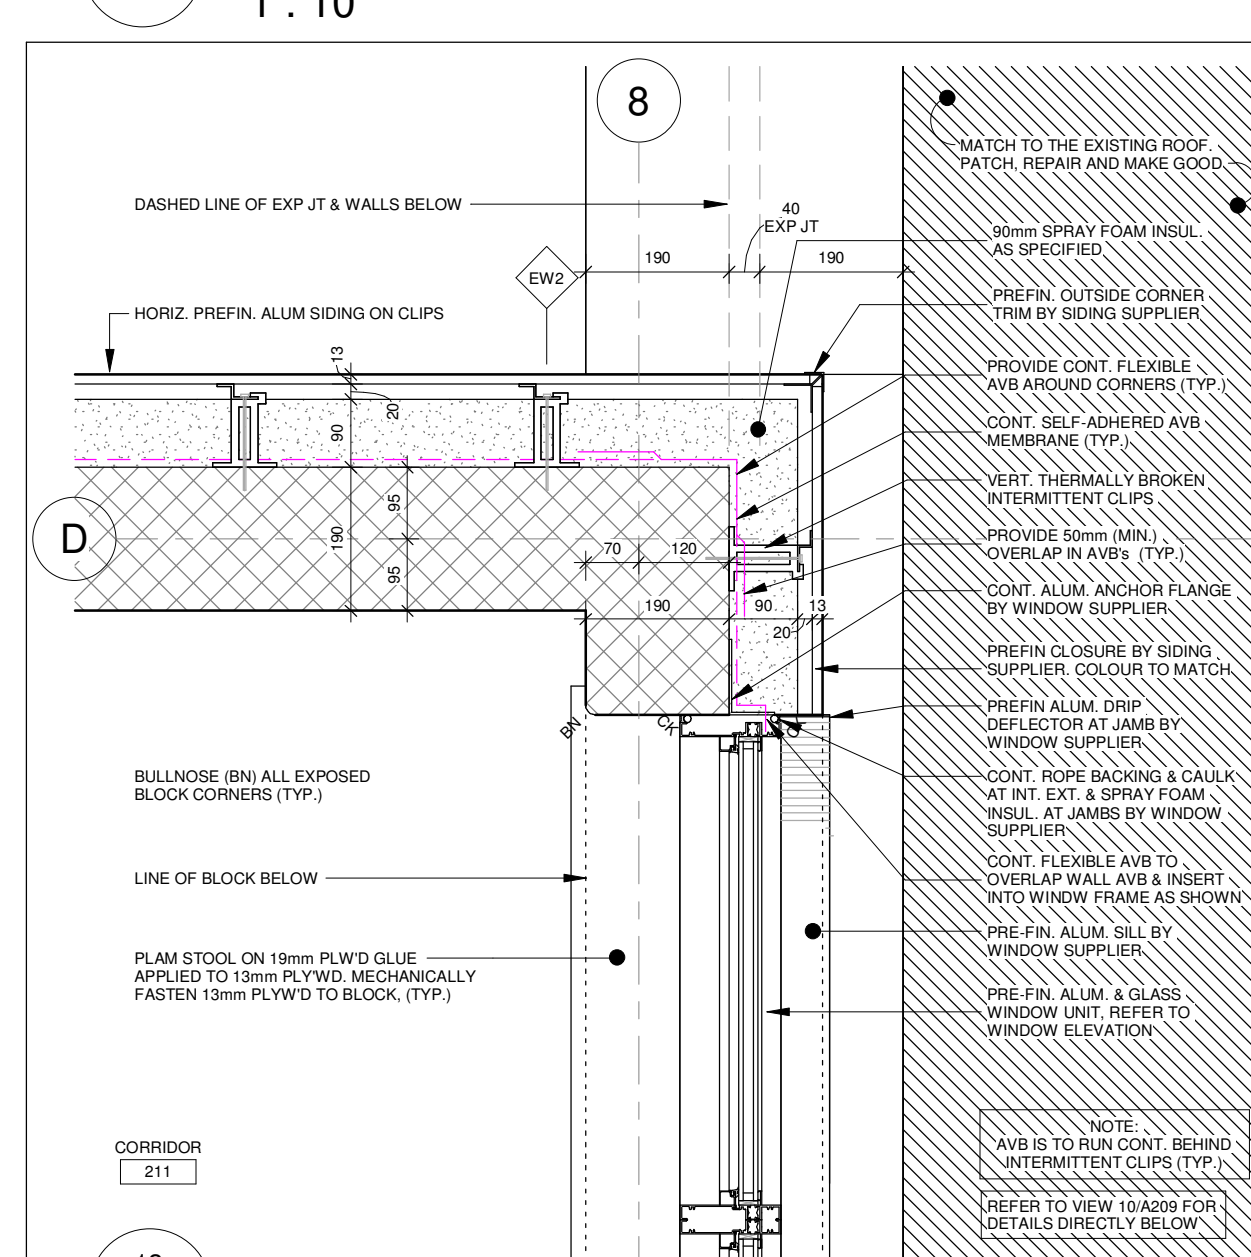 1 : 10
8
MATCH TO THE EXISTING ROOF.
PATCH, REPAIR AND MAKE GOOD
DASHED LINE OF EXP JT & WALLS BELOW
40
EXP JT
90mm SPRAY FOAM INSUL.
AS SPECIFIED
190
190
EW2
HORIZ. PREFIN. ALUM SIDING ON CLIPS
PREFIN. OUTSIDE CORNER
TRIM BY SIDING SUPPLIER
13
20
90
PROVIDE CONT. FLEXIBLE
AVB AROUND CORNERS (TYP.)
CONT. SELF-ADHERED AVB
MEMBRANE (TYP.)
VERT. THERMALLY BROKEN
INTERMITTENT CLIPS
95
D
190
95
70
120
PROVIDE 50mm (MIN.)
OVERLAP IN AVB's (TYP.)
190
90
13
20
CONT. ALUM. ANCHOR FLANGE
BY WINDOW SUPPLIER
PREFIN CLOSURE BY SIDING
SUPPLIER. COLOUR TO MATCH
BN
CK
PREFIN ALUM. DRIP
DEFLECTOR AT JAMB BY
WINDOW SUPPLIER
BULLNOSE (BN) ALL EXPOSED
BLOCK CORNERS (TYP.)
CONT. ROPE BACKING & CAULK
AT INT. EXT. & SPRAY FOAM
INSUL. AT JAMBS BY WINDOW
SUPPLIER
LINE OF BLOCK BELOW
CONT. FLEXIBLE AVB TO
OVERLAP WALL AVB & INSERT
INTO WINDW FRAME AS SHOWN
PLAM STOOL ON 19mm PLW'D GLUE
APPLIED TO 13mm PLY'WD. MECHANICALLY
FASTEN 13mm PLYW'D TO BLOCK, (TYP.)
PRE-FIN. ALUM. SILL BY
WINDOW SUPPLIER
PRE-FIN. ALUM. & GLASS
WINDOW UNIT, REFER TO
WINDOW ELEVATION
CORRIDOR
211
NOTE:
AVB IS TO RUN CONT. BEHIND
INTERMITTENT CLIPS (TYP.)
REFER TO VIEW 10/A209 FOR
DETAILS DIRECTLY BELOW